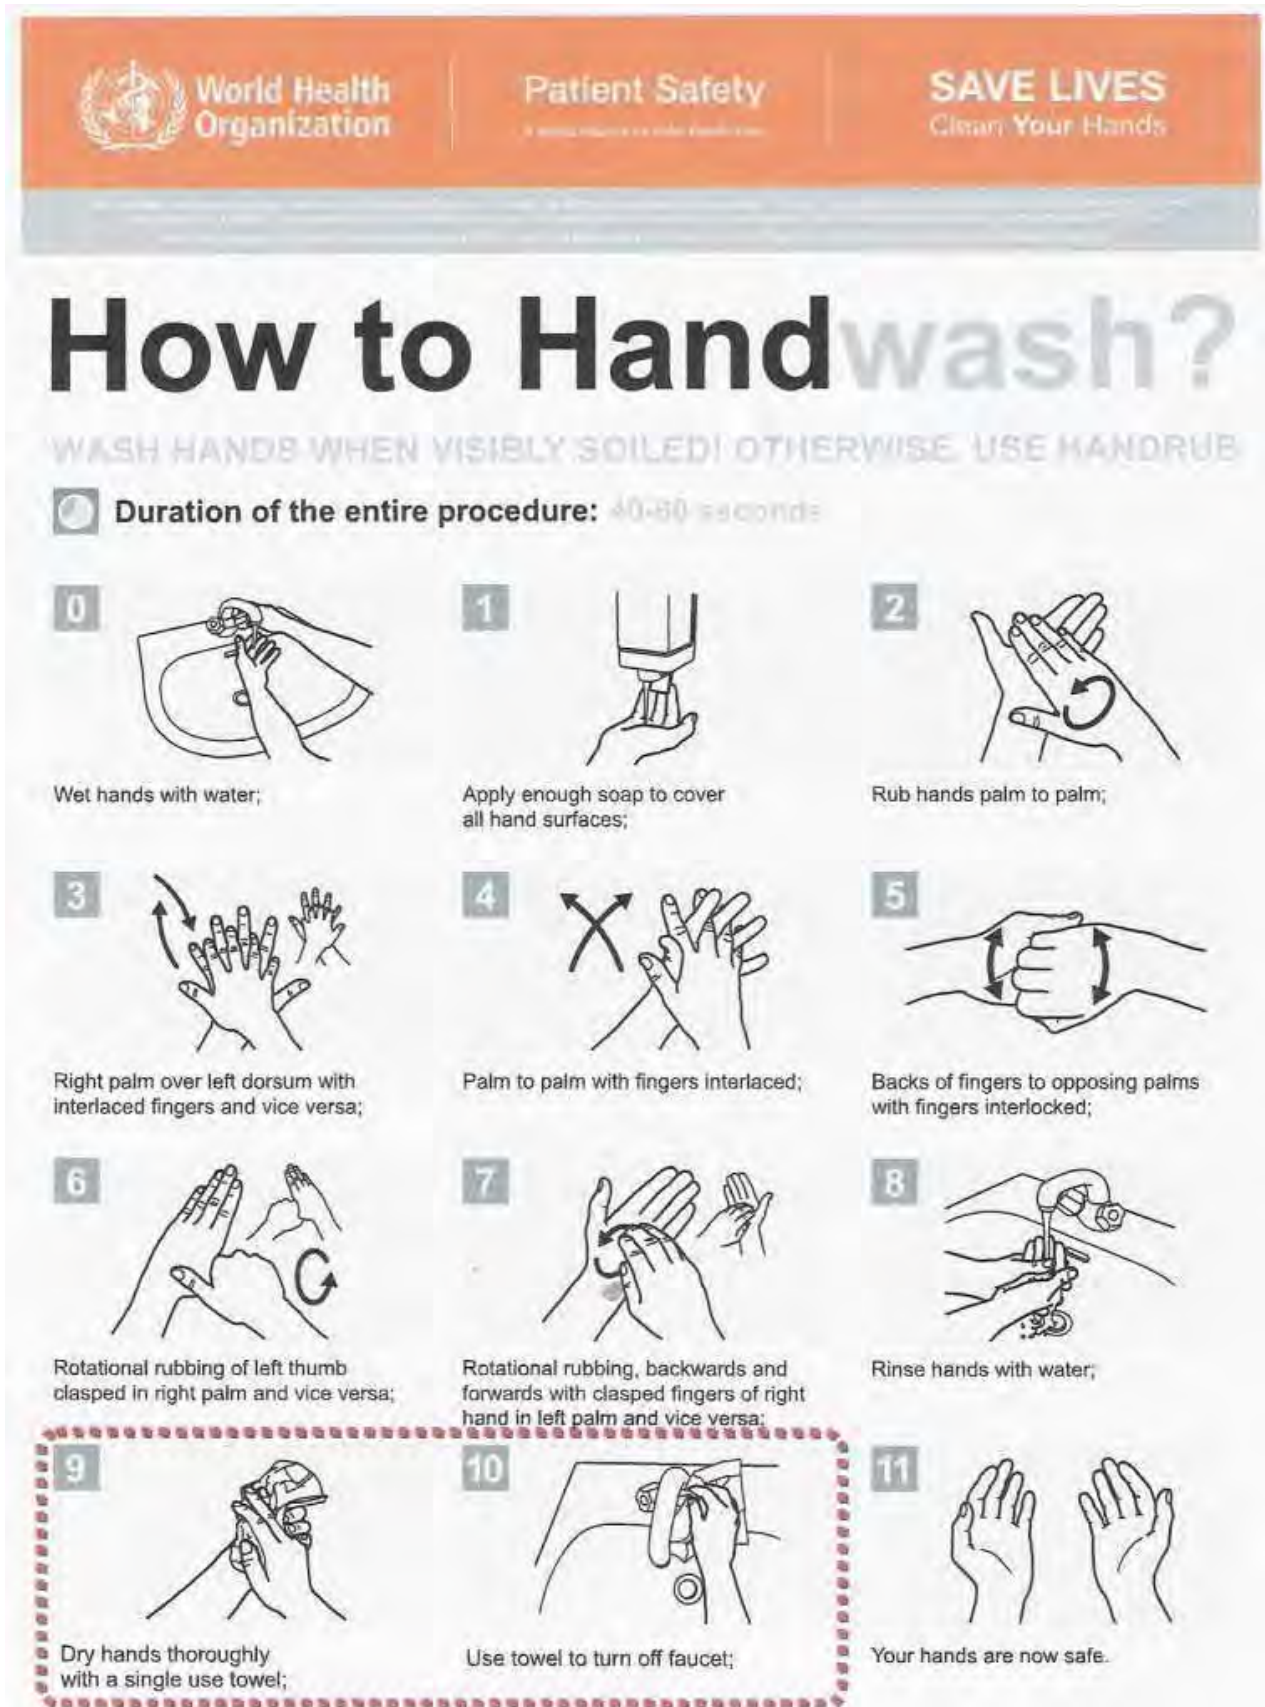 World Health
Organization
Patient Safety
SAVE LIVES
Clean Your Hands
How to Handwash?
WASH HANDS WHEN VISIBLY SOILED! OTHERWISE, USE HANDRUB
Duration of the entire procedure: 40-60 seconds
0
Wet hands with water;
1
Apply enough soap to cover
all hand surfaces;
2
Rub hands palm to palm;
3
Right palm over left dorsum with
interlaced fingers and vice versa;
4
Palm to palm with fingers interlaced;
5
Backs of fingers to opposing palms
with fingers interlocked;
6
Rotational rubbing of left thumb
clasped in right palm and vice versa;
7
Rotational rubbing, backwards and
forwards with clasped fingers of right
hand in left palm and vice versa;
8
Rinse hands with water;
9
Dry hands thoroughly
with a single use towel;
10
Use towel to turn off faucet;
11
Your hands are now safe.